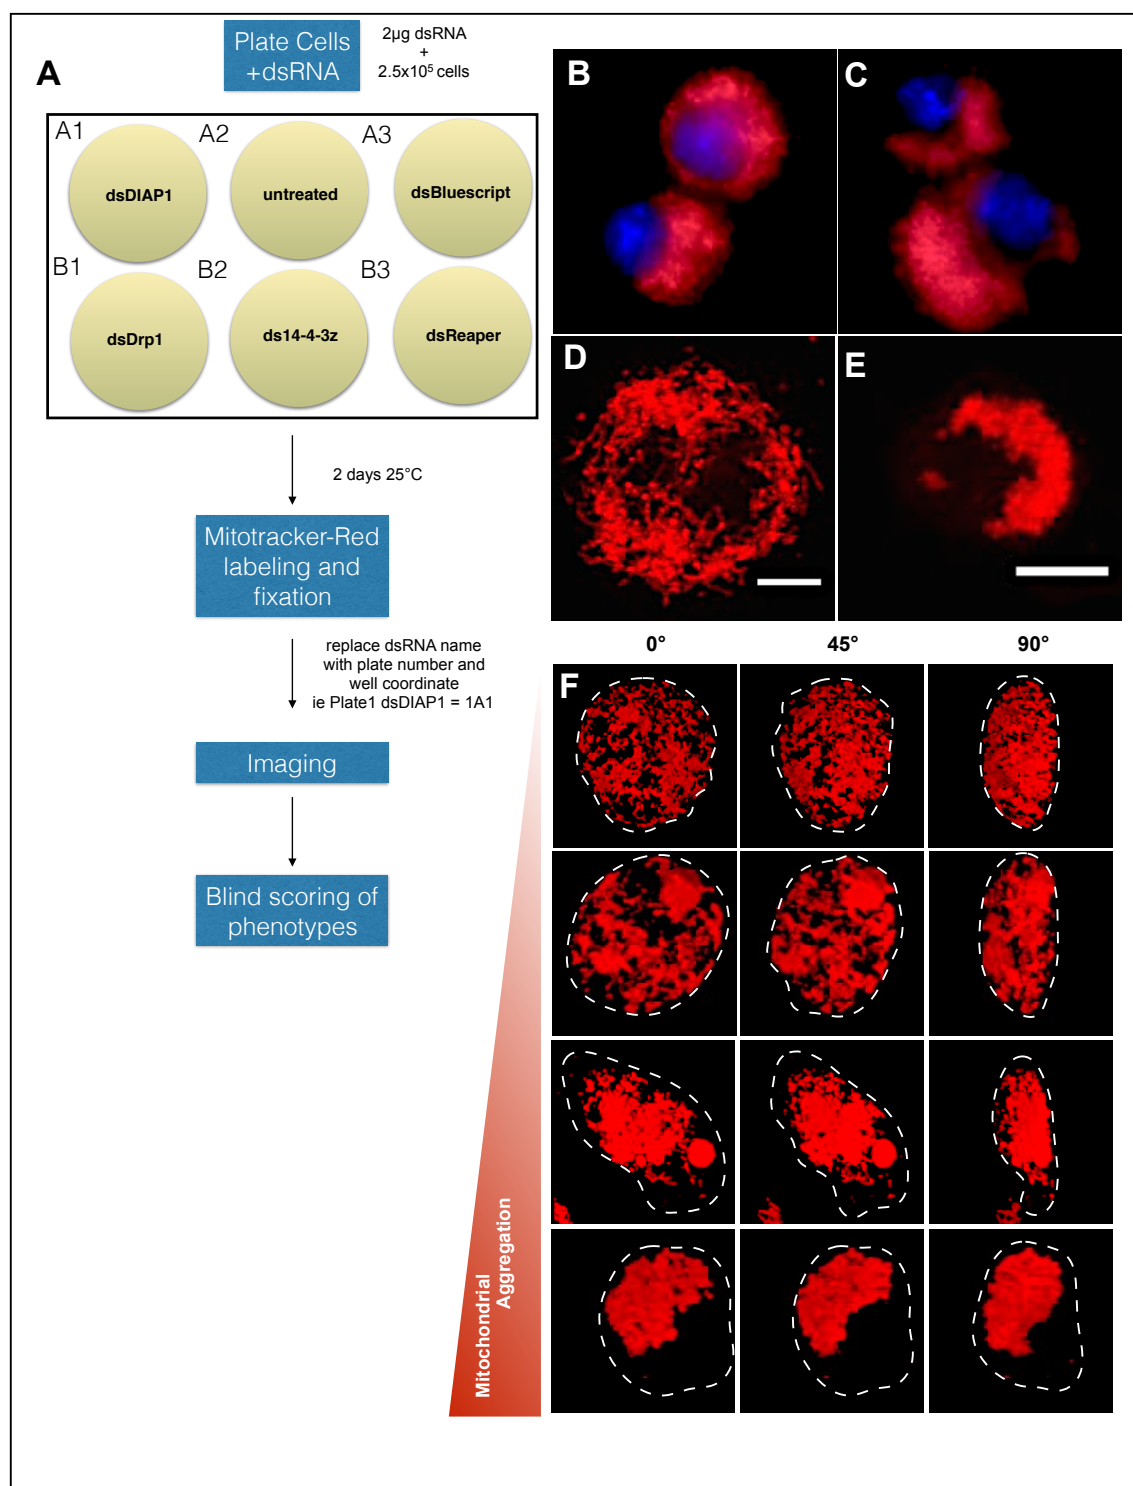 A
Plate Cells
+dsRNA
2µg dsRNA
+
2.5x10⁵ cells
A1
A2
A3
dsDIAP1
untreated
dsBluescript
B1
B2
B3
dsDrp1
ds14-4-3z
dsReaper
2 days 25°C
Mitotracker-Red
labeling and
fixation
replace dsRNA name
with plate number and
well coordinate
ie Plate1 dsDIAP1 = 1A1
Imaging
Blind scoring of
phenotypes
B
C
D
E
0°
45°
90°
F
Mitochondrial
Aggregation